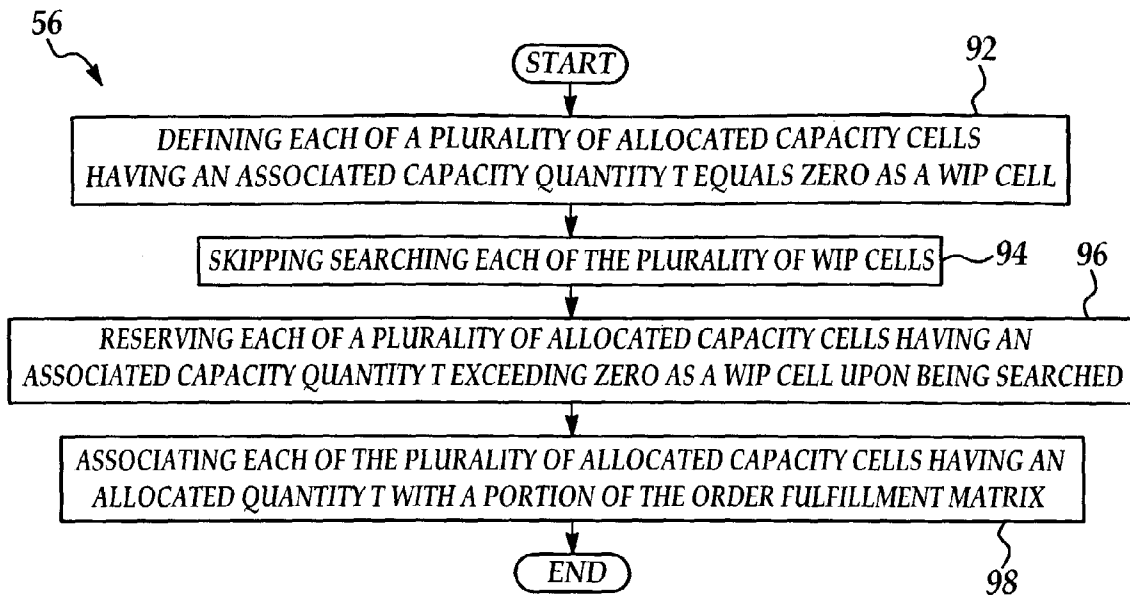 56
START
92
DEFINING EACH OF A PLURALITY OF ALLOCATED CAPACITY CELLS
HAVING AN ASSOCIATED CAPACITY QUANTITY T EQUALS ZERO AS A WIP CELL
SKIPPING SEARCHING EACH OF THE PLURALITY OF WIP CELLS
94
96
RESERVING EACH OF A PLURALITY OF ALLOCATED CAPACITY CELLS HAVING AN
ASSOCIATED CAPACITY QUANTITY T EXCEEDING ZERO AS A WIP CELL UPON BEING SEARCHED
ASSOCIATING EACH OF THE PLURALITY OF ALLOCATED CAPACITY CELLS HAVING AN
ALLOCATED QUANTITY T WITH A PORTION OF THE ORDER FULFILLMENT MATRIX
END
98